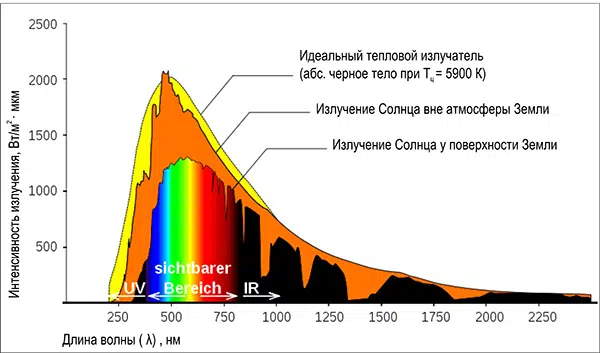 2500
2000
1500
1000
500
Интенсивность излучения, Вт/м² · мкм
Идеальный тепловой излучатель
(абс. черное тело при Tц = 5900 К)
Излучение Солнца вне атмосферы Земли
Излучение Солнца у поверхности Земли
sichtbarer
UV Bereich IR
250 500 750 1000 1250 1500 1750 2000 2250
Длина волны ( λ ) , нм